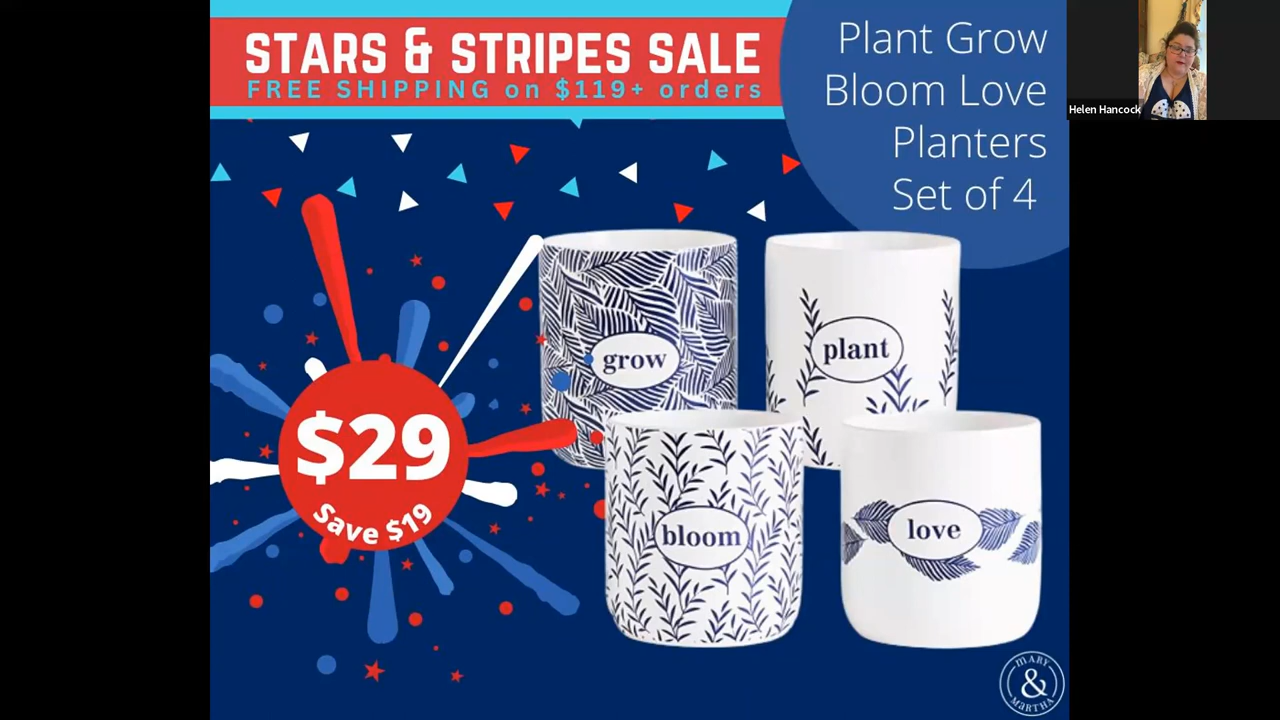 STARS & STRIPES SALE
FREE SHIPPING on $119+ orders
Plant Grow
Bloom Love
Planters
Set of 4
Helen Hancock
grow
plant
$29
Save $19
bloom
love
MARY
&
MARTHA